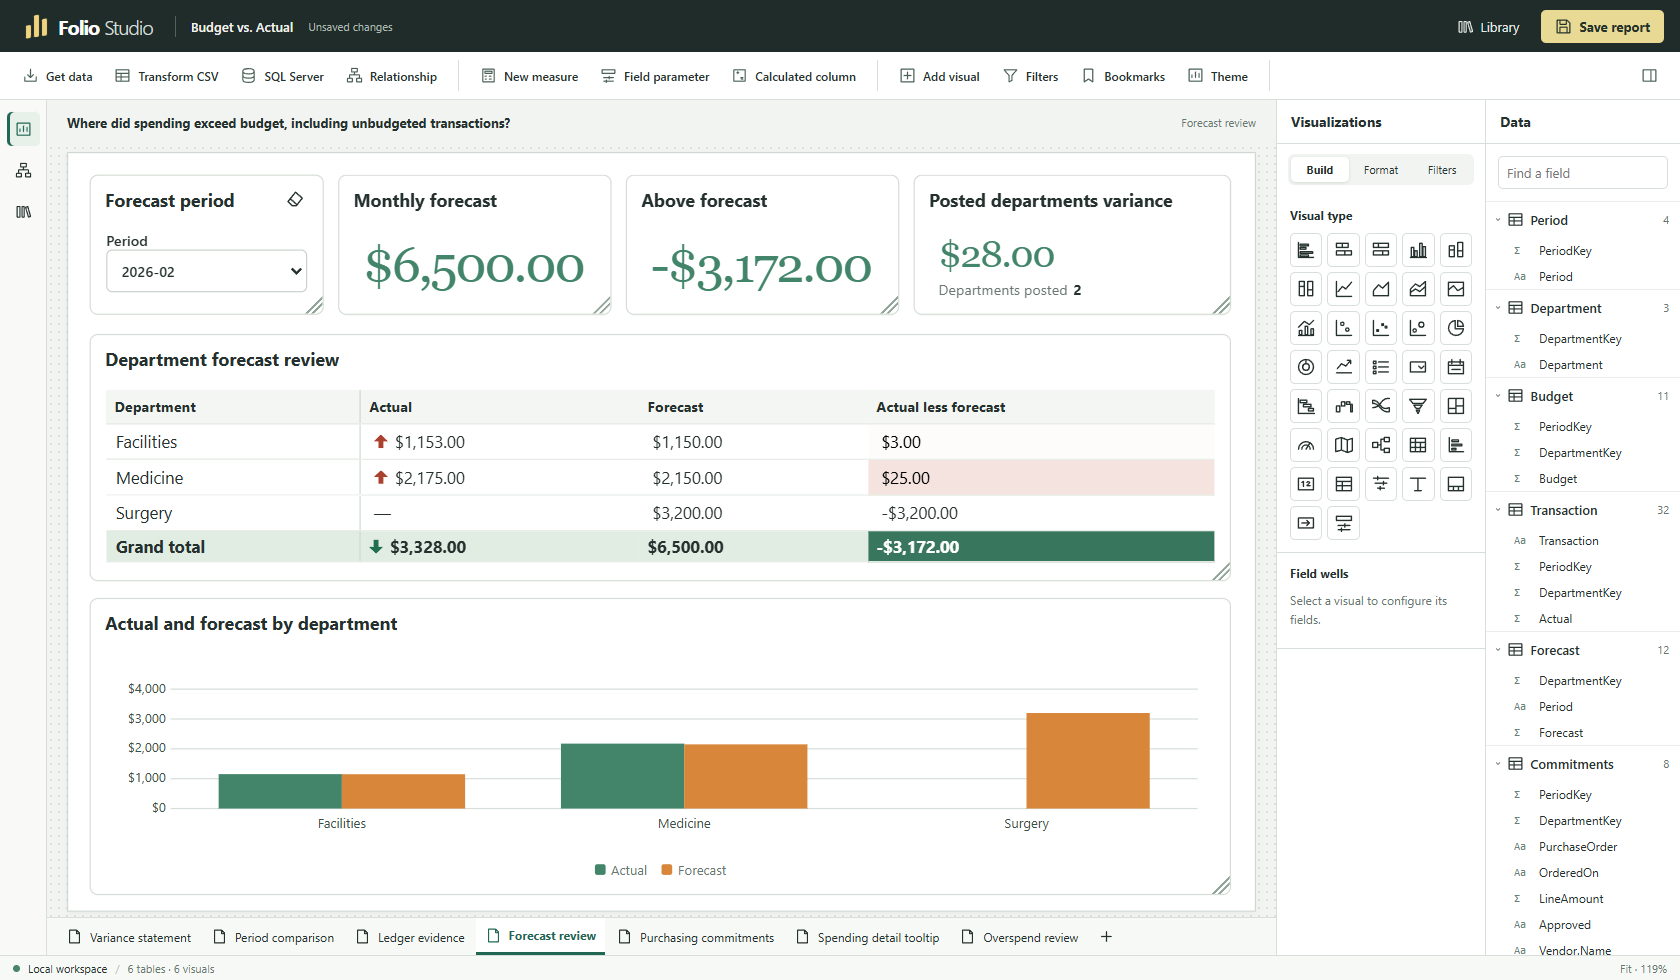 Folio Studio
Budget vs. Actual
Unsaved changes
Library
Save report
Get data
Transform CSV
SQL Server
Relationship
New measure
Field parameter
Calculated column
Add visual
Filters
Bookmarks
Theme
Where did spending exceed budget, including unbudgeted transactions?
Forecast review
Forecast period
Period
2026-02
Monthly forecast
$6,500.00
Above forecast
-$3,172.00
Posted departments variance
$28.00
Departments posted 2
Department forecast review
Department Actual Forecast Actual less forecast
Facilities $1,153.00 $1,150.00 $3.00
Medicine $2,175.00 $2,150.00 $25.00
Surgery — $3,200.00 -$3,200.00
Grand total $3,328.00 $6,500.00 -$3,172.00
Actual and forecast by department
$4,000
$3,000
$2,000
$1,000
$0
Facilities Medicine Surgery
Actual Forecast
Variance statement
Period comparison
Ledger evidence
Forecast review
Purchasing commitments
Spending detail tooltip
Overspend review
Local workspace / 6 tables · 6 visuals
Fit · 119%
Visualizations
Build Format Filters
Visual type
Field wells
Select a visual to configure its
fields.
Data
Find a field
Period 4
Σ PeriodKey
Aa Period
Department 3
Σ DepartmentKey
Aa Department
Budget 11
Σ PeriodKey
Σ DepartmentKey
Σ Budget
Transaction 32
Aa Transaction
Σ PeriodKey
Σ DepartmentKey
Σ Actual
Forecast 12
Σ DepartmentKey
Aa Period
Σ Forecast
Commitments 8
Σ PeriodKey
Σ DepartmentKey
Aa PurchaseOrder
Aa OrderedOn
Σ LineAmount
Aa Approved
Aa Vendor.Name